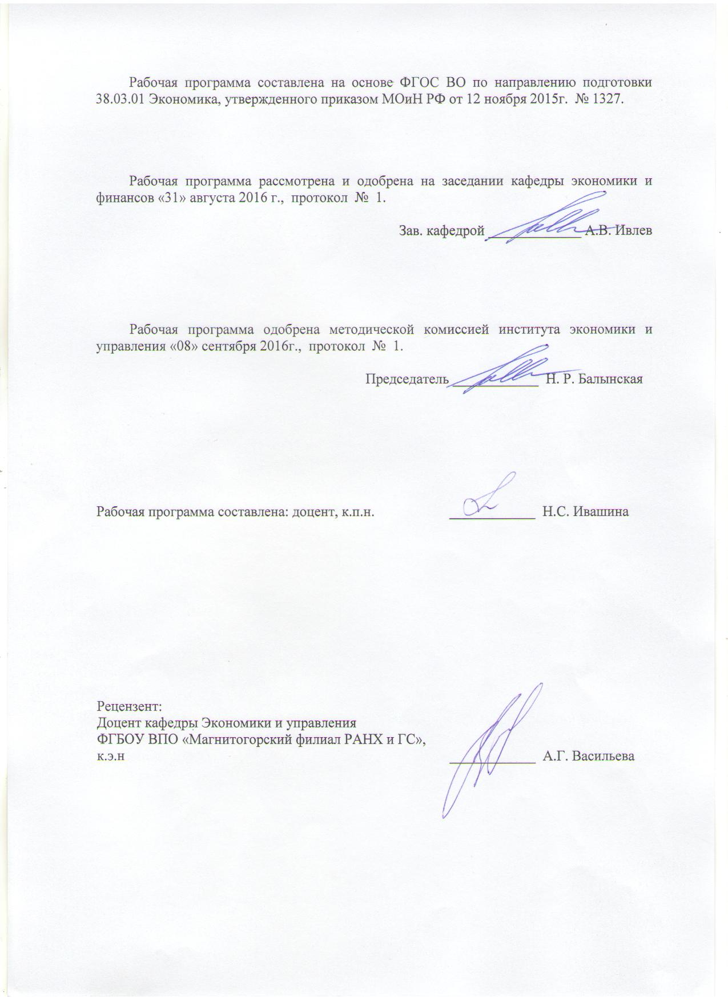 Рабочая программа составлена на основе ФГОС ВО по направлению подготовки
38.03.01 Экономика, утвержденного приказом МОиН РФ от 12 ноября 2015г. № 1327.
Рабочая программа рассмотрена и одобрена на заседании кафедры экономики и
финансов «31» августа 2016 г., протокол № 1.
Зав. кафедрой _____________ А.В. Ивлев
Рабочая программа одобрена методической комиссией института экономики и
управления «08» сентября 2016г., протокол № 1.
Председатель ____________ Н. Р. Балынская
Рабочая программа составлена: доцент, к.п.н. ____________ Н.С. Ивашина
Рецензент:
Доцент кафедры Экономики и управления
ФГБОУ ВПО «Магнитогорский филиал РАНХ и ГС»,
к.э.н ____________ А.Г. Васильева